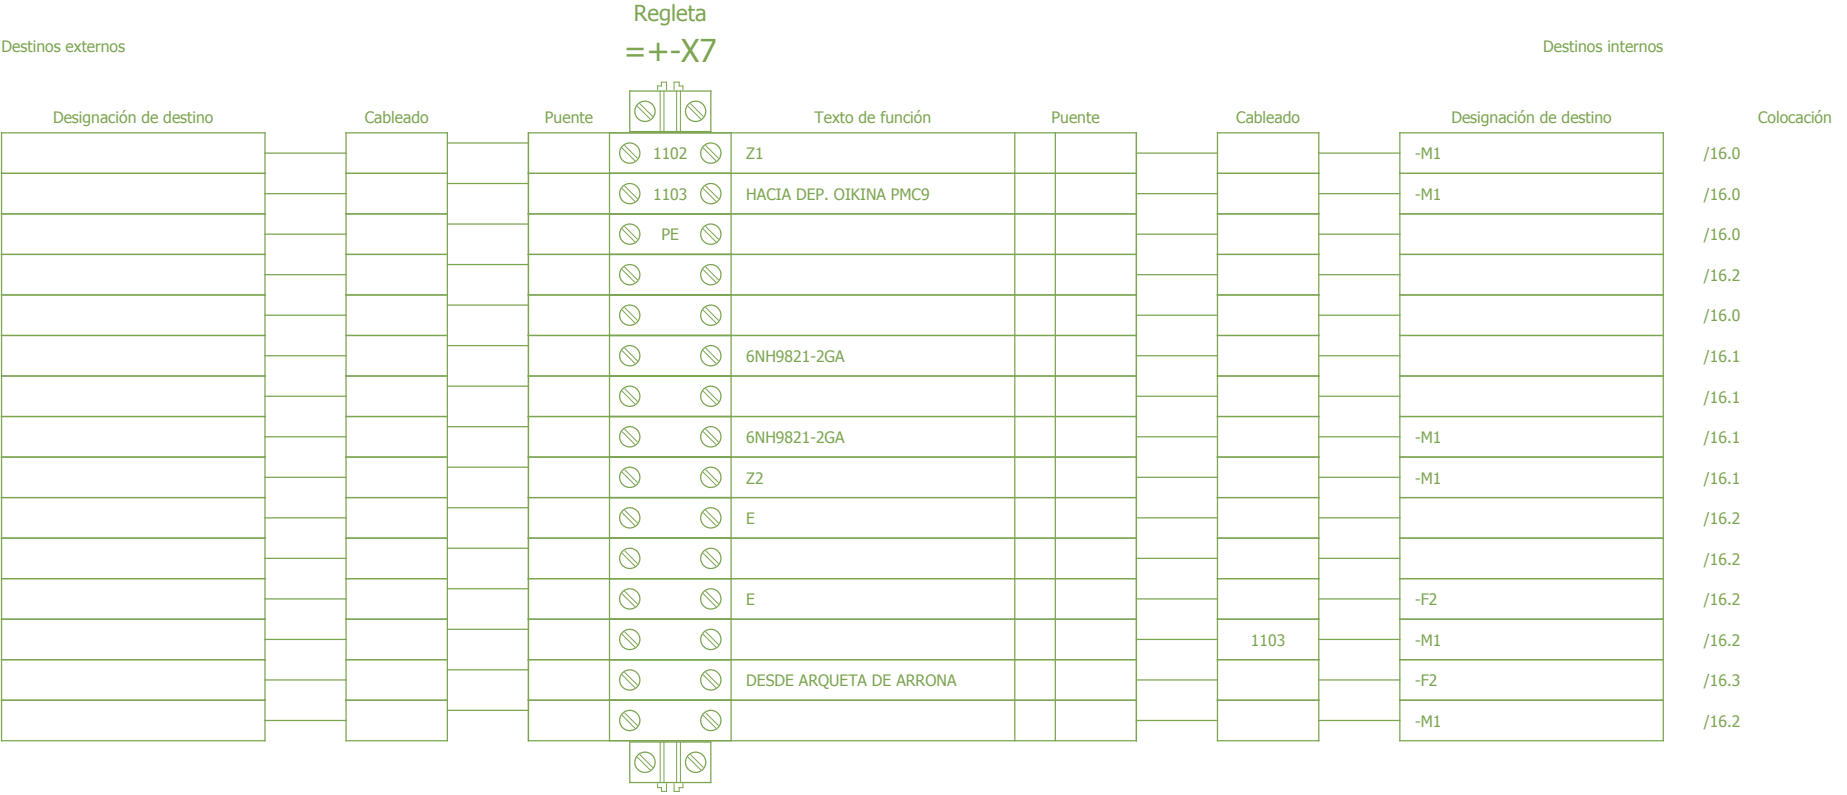 Regleta
Destinos externos =+-X7 Destinos internos
Designación de destino Cableado Puente Texto de función Puente Cableado Designación de destino Colocación
1102 Z1 -M1 /16.0
1103 HACIA DEP. OIKINA PMC9 -M1 /16.0
PE /16.0
/16.2
/16.0
6NH9821-2GA /16.1
/16.1
6NH9821-2GA -M1 /16.1
Z2 -M1 /16.1
E /16.2
/16.2
E -F2 /16.2
1103 -M1 /16.2
DESDE ARQUETA DE ARRONA -F2 /16.3
-M1 /16.2